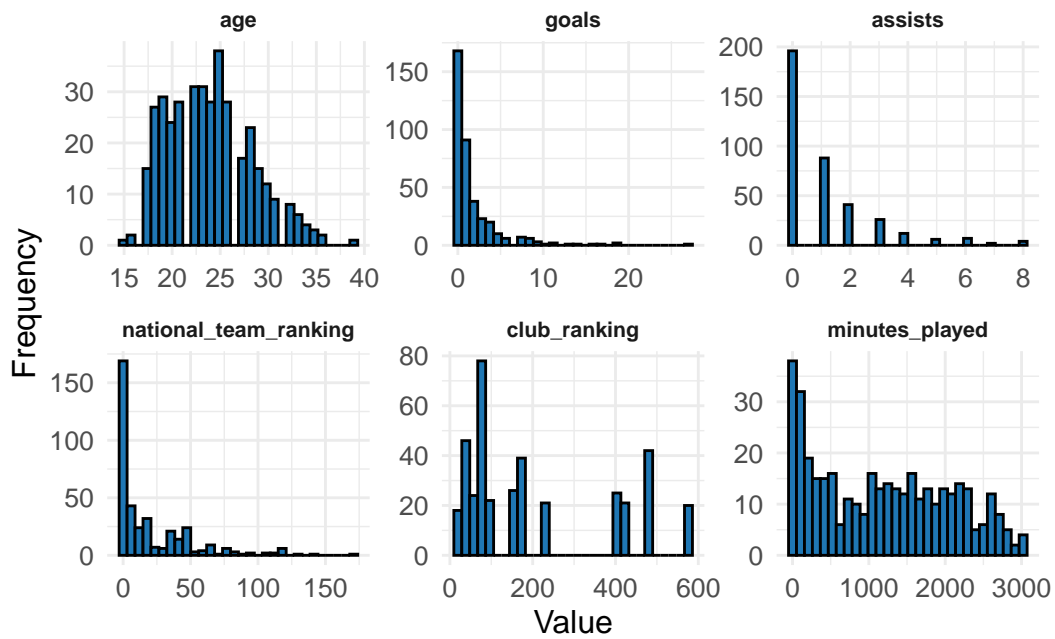 age goals assists
Frequency
0 10 20 30
15 20 25 30 35 40
0 50 100 150
0 10 20
0 50 100 150 200
0 2 4 6 8
national_team_ranking club_ranking minutes_played
0 50 100 150
0 50 100 150
0 20 40 60 80
0 200 400 600
0 10 20 30
0 1000 2000 3000
Value